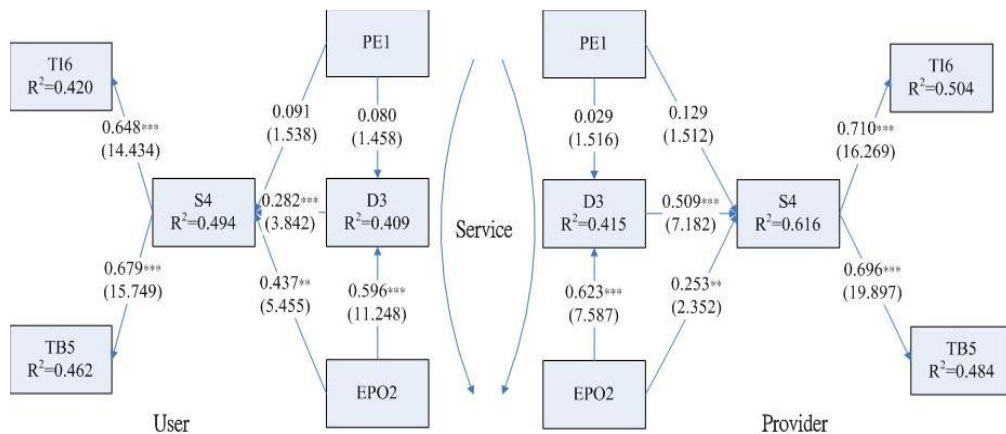 PE1
TI6
R²=0.420
0.091
(1.538)
0.080
(1.458)
0.648***
(14.434)
S4
R²=0.494
0.282***
(3.842)
D3
R²=0.409
0.679***
(15.749)
0.437**
(5.455)
0.596***
(11.248)
TB5
R²=0.462
EPO2
User
Service
PE1
TI6
R²=0.504
0.029
(1.516)
0.129
(1.512)
0.710***
(16.269)
D3
R²=0.415
0.509***
(7.182)
S4
R²=0.616
0.623***
(7.587)
0.253**
(2.352)
0.696***
(19.897)
TB5
R²=0.484
EPO2
Provider